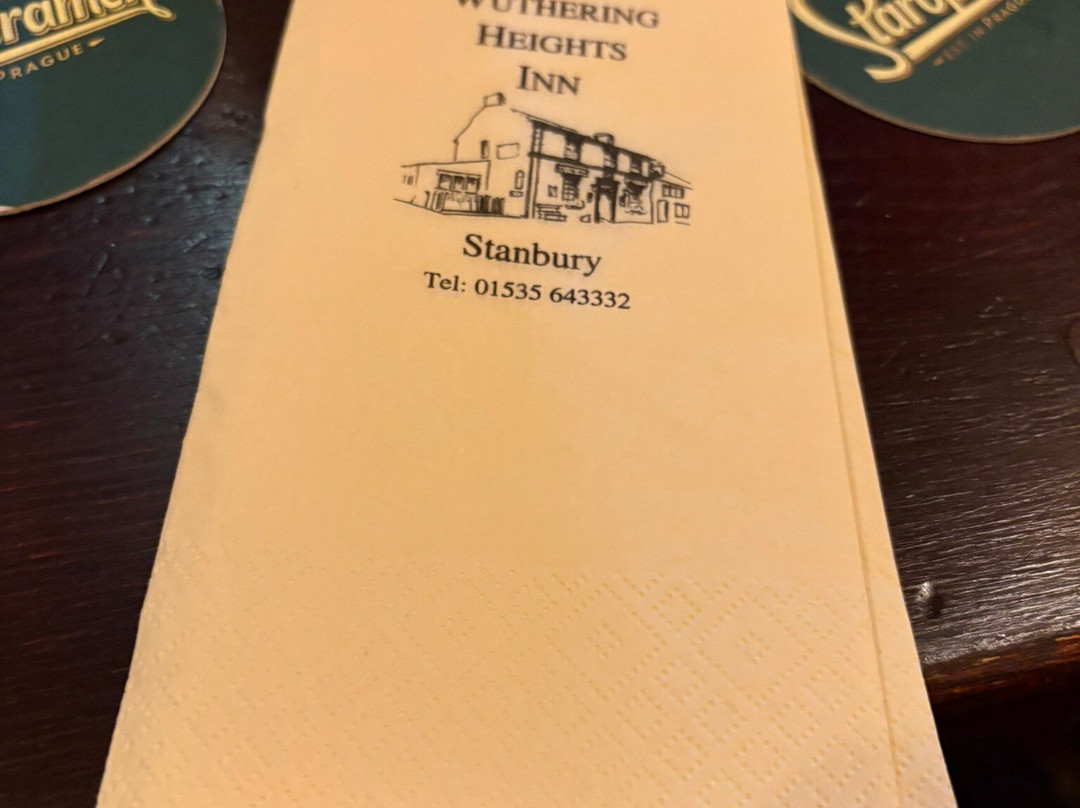 WUTHERING
HEIGHTS
INN
Stanbury
Tel: 01535 643332
PRAGUE
EST. IN PRAGUE